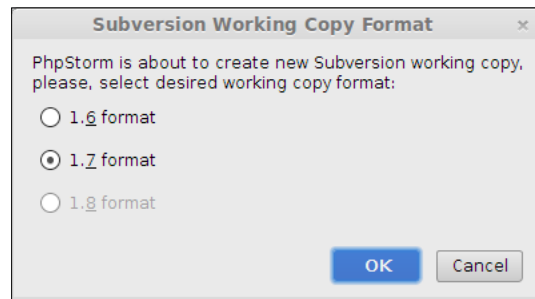 Subversion Working Copy Format
PhpStorm is about to create new Subversion working copy,
please, select desired working copy format:
1.6 format
1.7 format
1.8 format
OK
Cancel